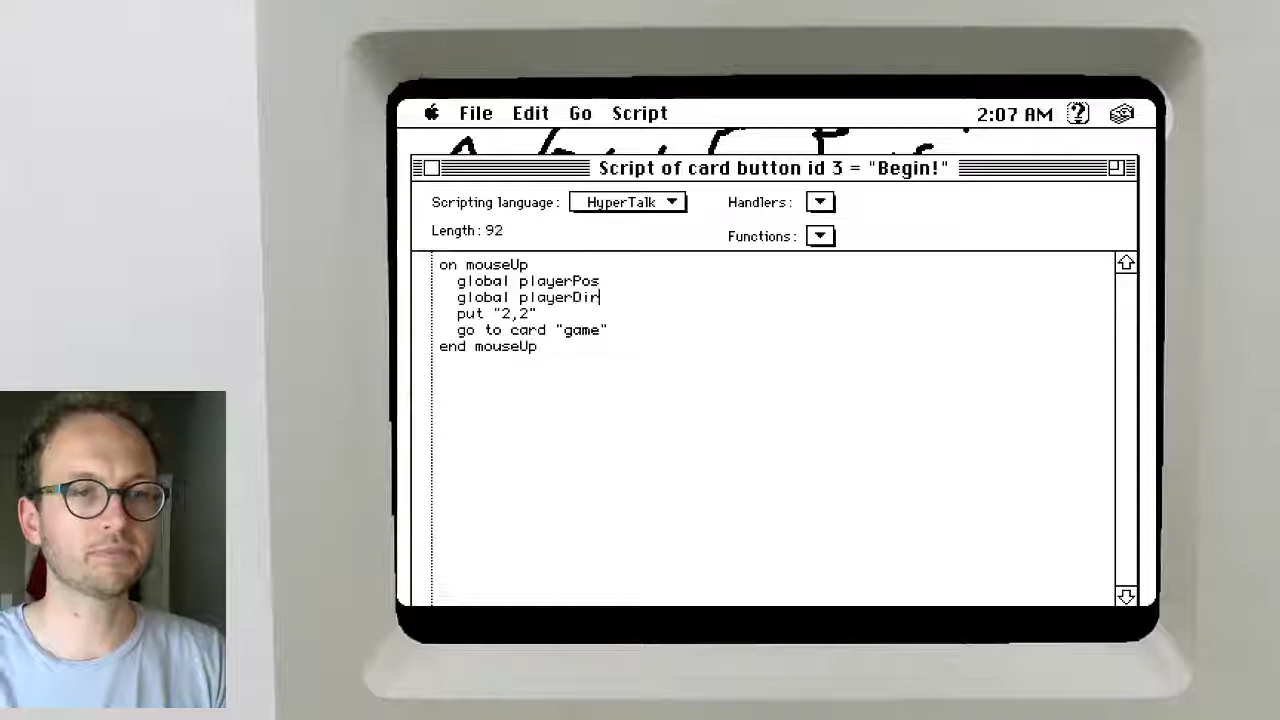 File Edit Go Script 2:07 AM
Script of card button id 3 = "Begin!"
Scripting language: HyperTalk Handlers:
Length: 92
Functions:
on mouseUp
global playerPos
global playerDir
put "2,2"
go to card "game"
end mouseUp